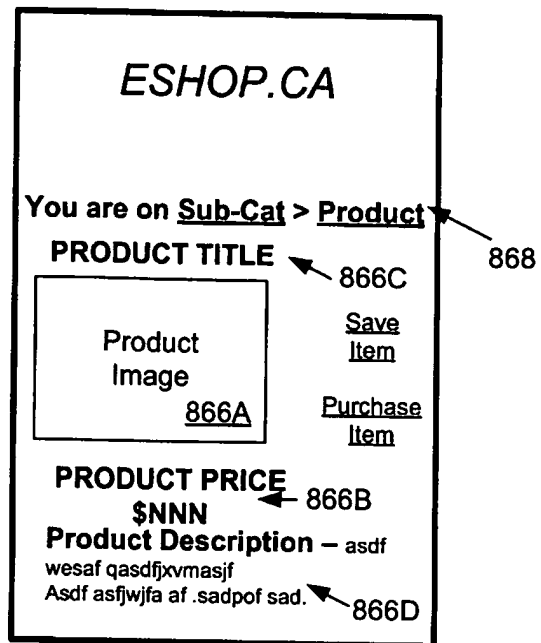 ESHOP.CA
You are on Sub-Cat > Product
868
PRODUCT TITLE
866C
Product
Image
866A
Save
Item
Purchase
Item
PRODUCT PRICE
$NNN
866B
Product Description – asdf
wesaf qasdfjxvmasjf
Asdf asfjwjfa af .sadpof sad.
866D